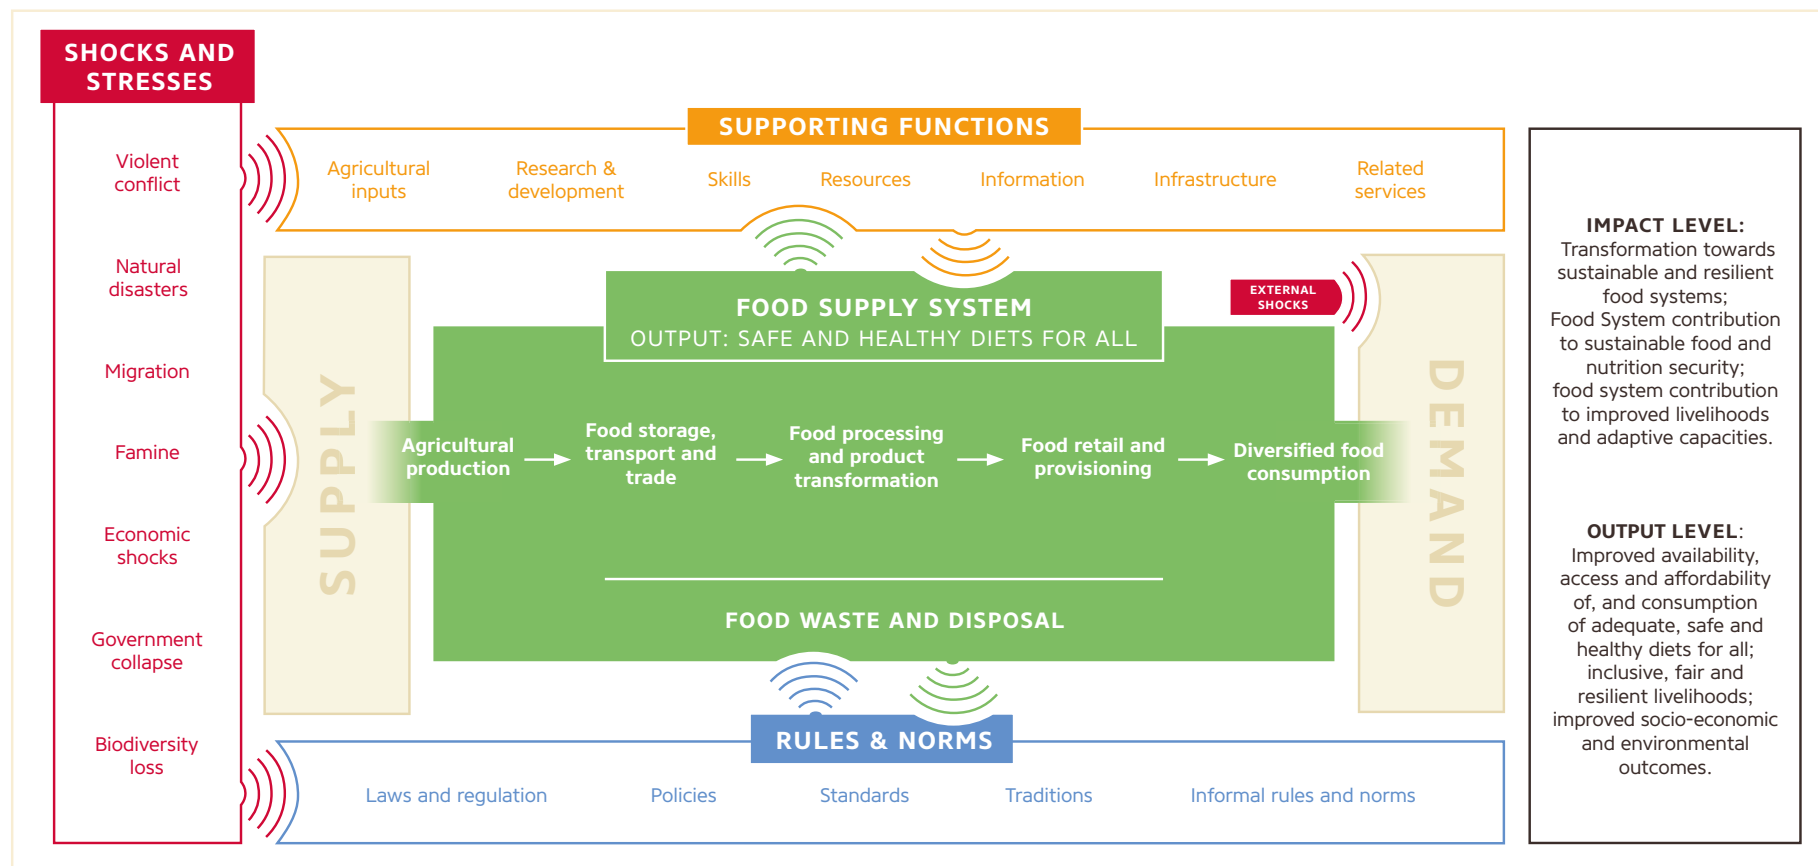 SHOCKS AND
STRESSES
Violent
conflict
Natural
disasters
Migration
Famine
Economic
shocks
Government
collapse
Biodiversity
loss
SUPPORTING FUNCTIONS
Agricultural
inputs
Research &
development
Skills
Resources
Information
Infrastructure
Related
services
SUPPLY
FOOD SUPPLY SYSTEM
OUTPUT: SAFE AND HEALTHY DIETS FOR ALL
EXTERNAL
SHOCKS
Agricultural
production
Food storage,
transport and
trade
Food processing
and product
transformation
Food retail and
provisioning
Diversified food
consumption
DEMAND
FOOD WASTE AND DISPOSAL
RULES & NORMS
Laws and regulation
Policies
Standards
Traditions
Informal rules and norms
IMPACT LEVEL:
Transformation towards
sustainable and resilient
food systems;
Food System contribution
to sustainable food and
nutrition security;
food system contribution
to improved livelihoods
and adaptive capacities.
OUTPUT LEVEL:
Improved availability,
access and affordability
of, and consumption
of adequate, safe and
healthy diets for all;
inclusive, fair and
resilient livelihoods;
improved socio-economic
and environmental
outcomes.